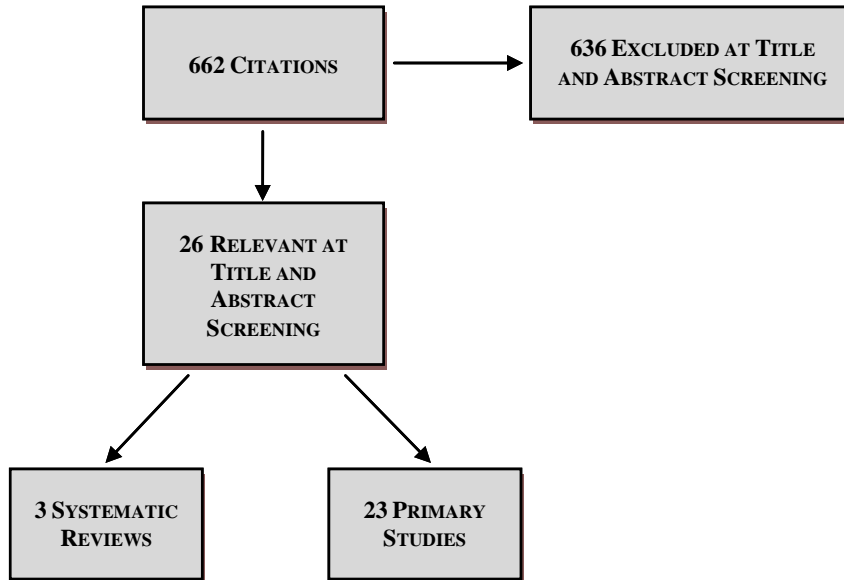 662 CITATIONS
636 EXCLUDED AT TITLE
AND ABSTRACT SCREENING
26 RELEVANT AT
TITLE AND
ABSTRACT
SCREENING
3 SYSTEMATIC
REVIEWS
23 PRIMARY
STUDIES